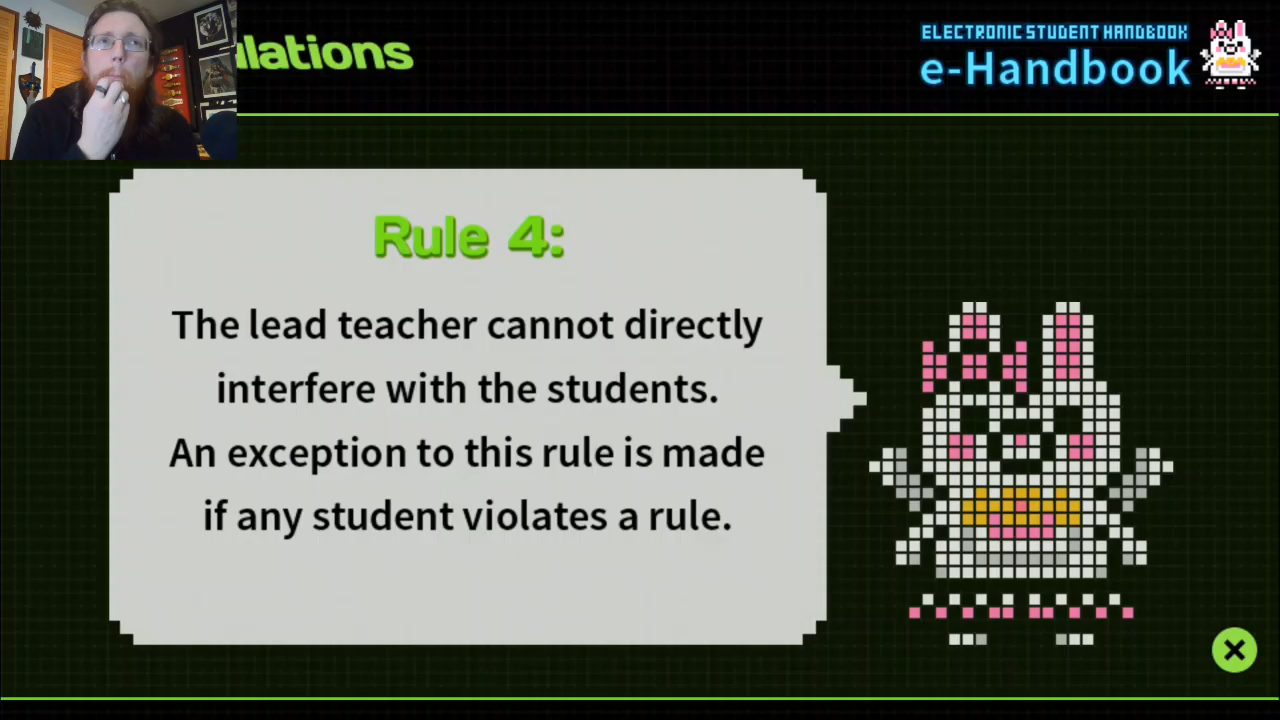 ulations
ELECTRONIC STUDENT HANDBOOK
e-Handbook
Rule 4:
The lead teacher cannot directly
interfere with the students.
An exception to this rule is made
if any student violates a rule.